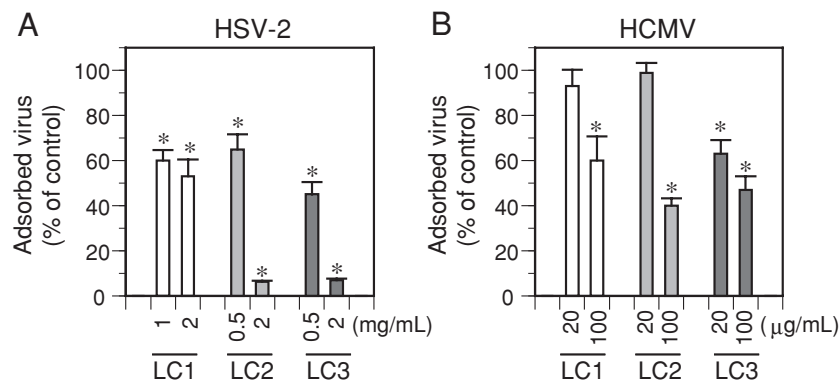 A
HSV-2
Adsorbed virus
(% of control)
100
80
60
40
20
0
* * * * * *
1 2 0.5 2 0.5 2 (mg/mL)
LC1 LC2 LC3
B
HCMV
Adsorbed virus
(% of control)
100
80
60
40
20
0
* * * *
20 100 20 100 20 100 (μg/mL)
LC1 LC2 LC3